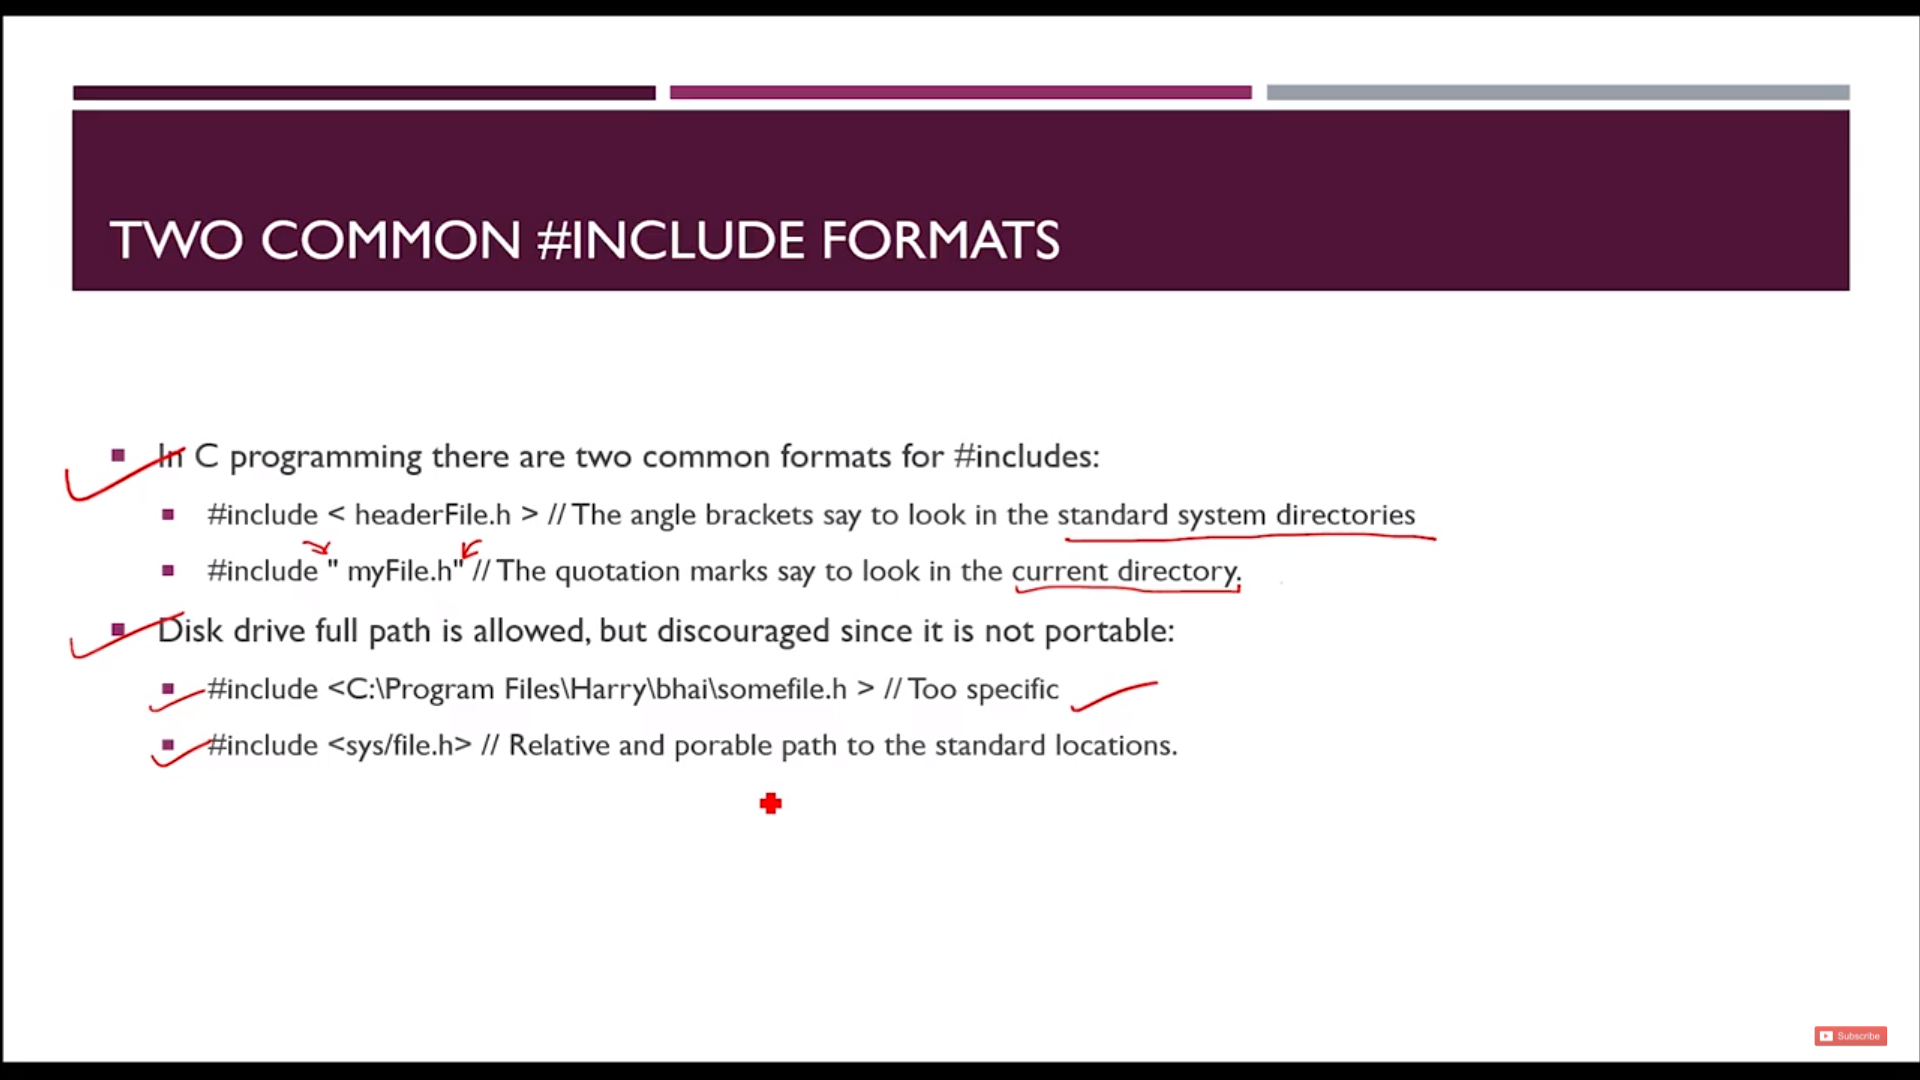 TWO COMMON #INCLUDE FORMATS
In C programming there are two common formats for #includes:
#include < headerFile.h > // The angle brackets say to look in the standard system directories
#include " myFile.h" // The quotation marks say to look in the current directory.
Disk drive full path is allowed, but discouraged since it is not portable:
#include <C:\Program Files\Harry\bhai\somefile.h > // Too specific
#include <sys/file.h> // Relative and porable path to the standard locations.
Subscribe